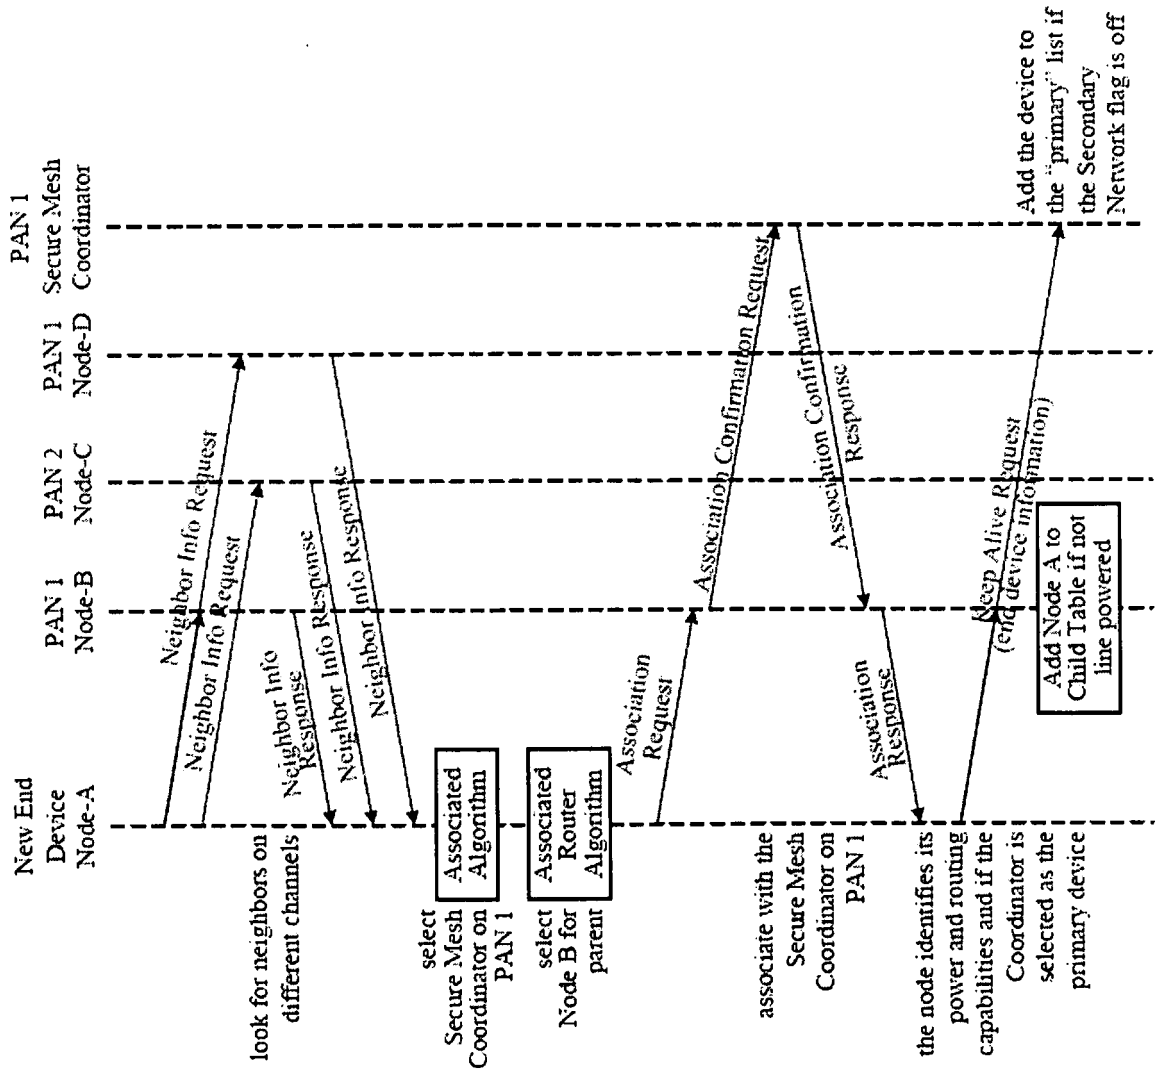 New End
Device
Node-A
PAN 1
Node-B
PAN 2
Node-C
PAN 1
Node-D
PAN 1
Secure Mesh
Coordinator
look for neighbors on
different channels
Neighbor Info Request
Neighbor Info Request
Neighbor Info
Response
Neighbor Info Response
Neighbor Info Response
select
Secure Mesh
Coordinator on
PAN 1
Associated
Algorithm
select
Node B for
parent
Associated
Router
Algorithm
Association
Request
Association Confirmation Request
associate with the
Secure Mesh
Coordinator on
PAN 1
Association Confirmation
Response
Association
Response
the node identifies its
power and routing
capabilities and if the
Coordinator is
selected as the
primary device
Keep Alive Request
(end device information)
Add Node A to
Child Table if not
line powered
Add the device to
the "primary" list if
the Secondary
Network flag is off